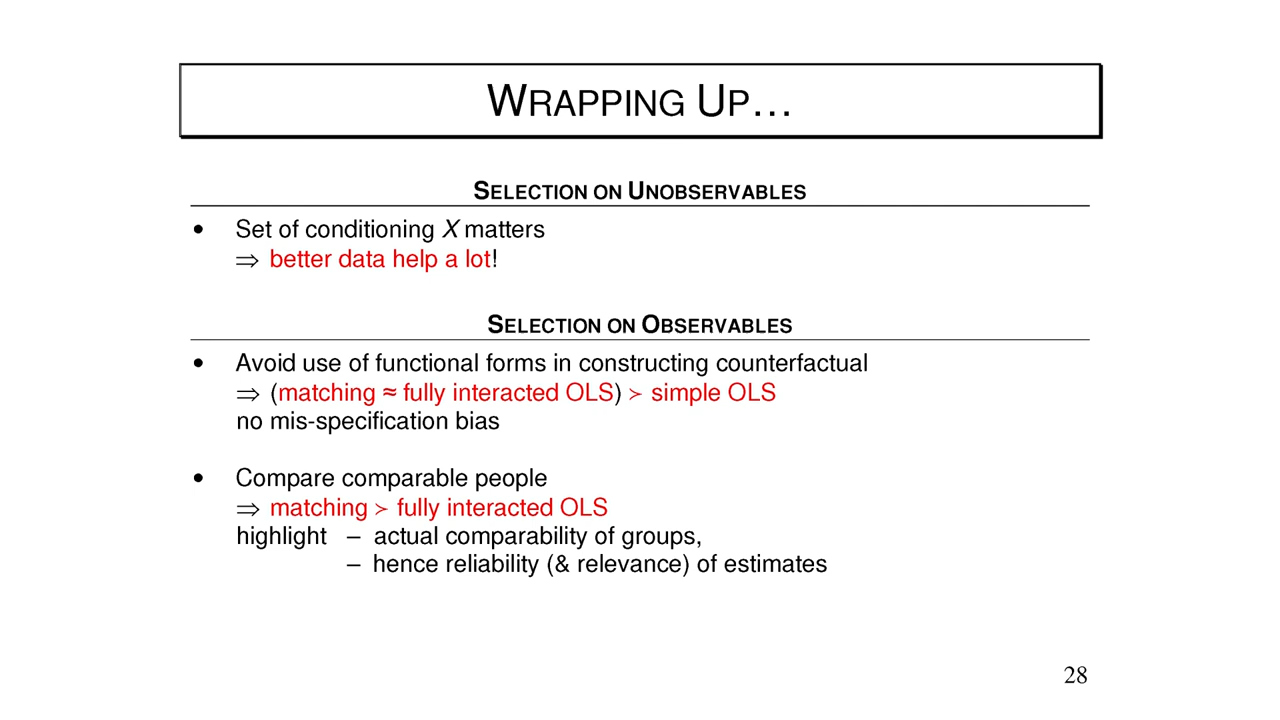 WRAPPING UP…
SELECTION ON UNOBSERVABLES
• Set of conditioning X matters
⇒ better data help a lot!
SELECTION ON OBSERVABLES
• Avoid use of functional forms in constructing counterfactual
⇒ (matching ≈ fully interacted OLS) ≻ simple OLS
no mis-specification bias
• Compare comparable people
⇒ matching ≻ fully interacted OLS
highlight – actual comparability of groups,
– hence reliability (& relevance) of estimates
28